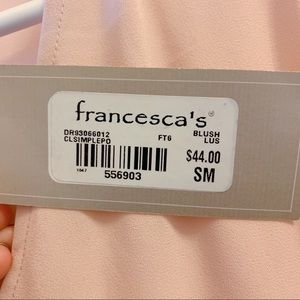 francesca's®
DR93066012 FT6 BLUSH
CLSIMPLEPO LUS
$44.00
1647 556903 SM